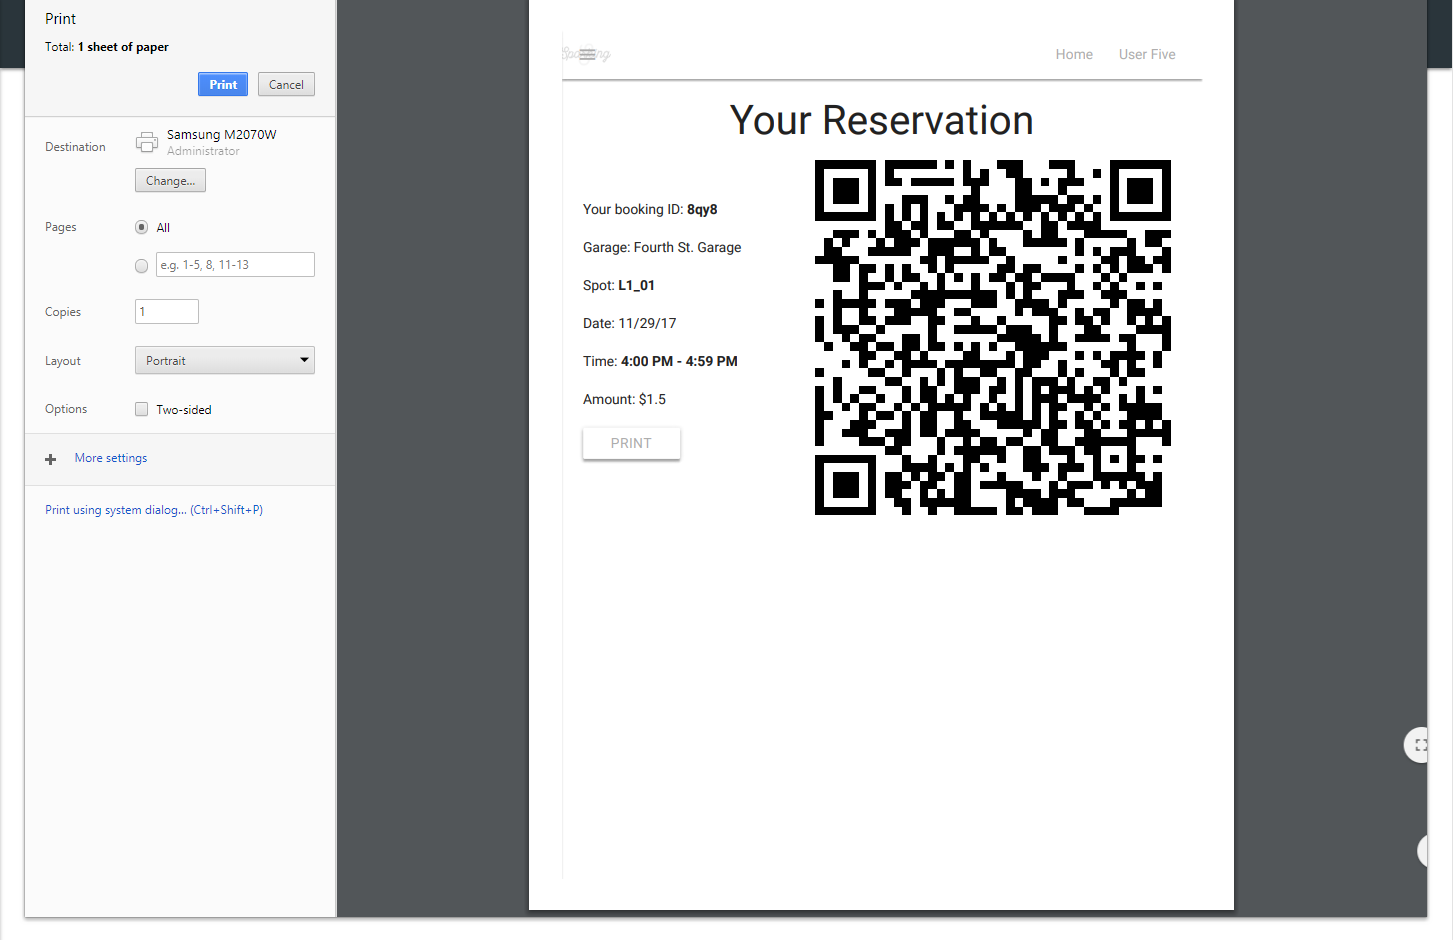 Print
Total: 1 sheet of paper
Print Cancel
Destination
Samsung M2070W
Administrator
Change...
Pages
All
e.g. 1-5, 8, 11-13
Copies
1
Layout
Portrait
Options
Two-sided
More settings
Print using system dialog... (Ctrl+Shift+P)
Home User Five
Your Reservation
Your booking ID: 8qy8
Garage: Fourth St. Garage
Spot: L1_01
Date: 11/29/17
Time: 4:00 PM - 4:59 PM
Amount: $1.5
PRINT